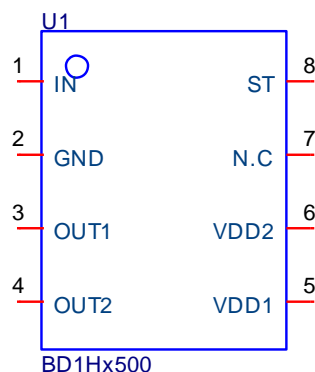 U1
1 IN ST 8
2 GND N.C 7
3 OUT1 VDD2 6
4 OUT2 VDD1 5
BD1Hx500